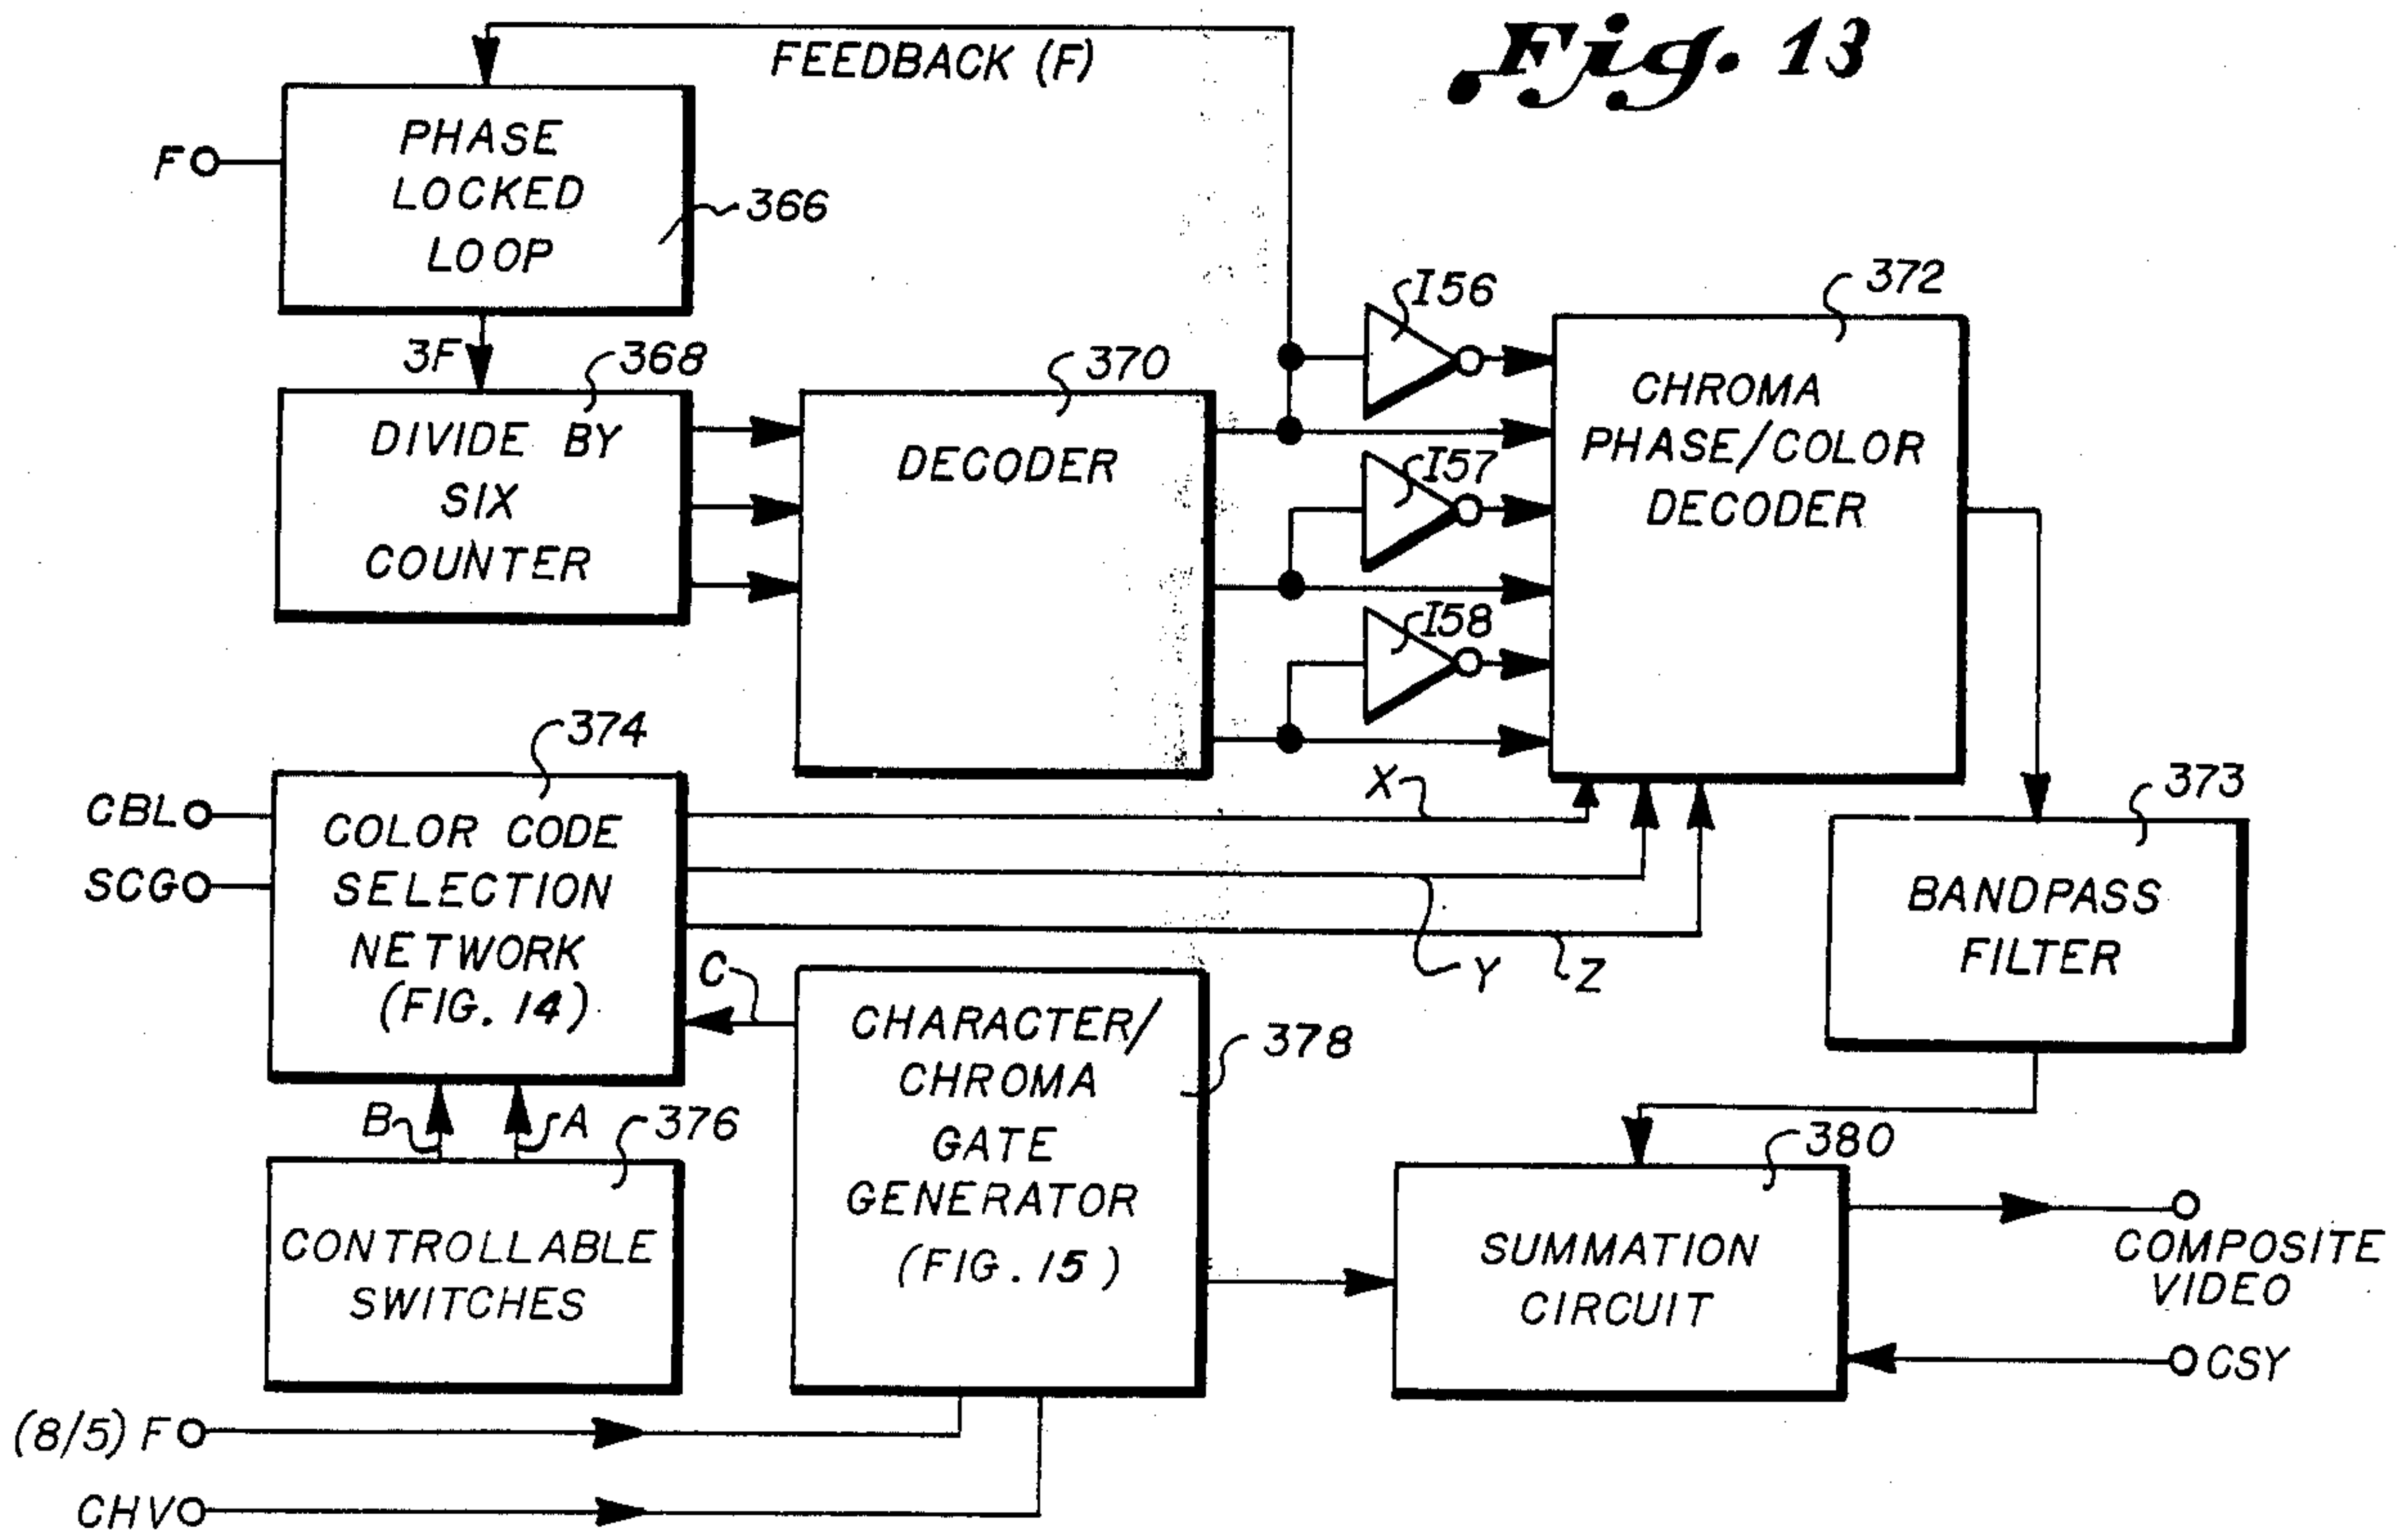 Fig. 13
FEEDBACK (F)
F
PHASE
LOCKED
LOOP
366
3F
368
DIVIDE BY
SIX
COUNTER
370
DECODER
I56
I57
I58
372
CHROMA
PHASE/COLOR
DECODER
374
CBL
SCG
COLOR CODE
SELECTION
NETWORK
(FIG. 14)
X
Y
Z
373
BANDPASS
FILTER
C
CHARACTER/
CHROMA
GATE
GENERATOR
(FIG. 15)
378
B
A
376
CONTROLLABLE
SWITCHES
380
SUMMATION
CIRCUIT
COMPOSITE
VIDEO
CSY
(8/5) F
CHV